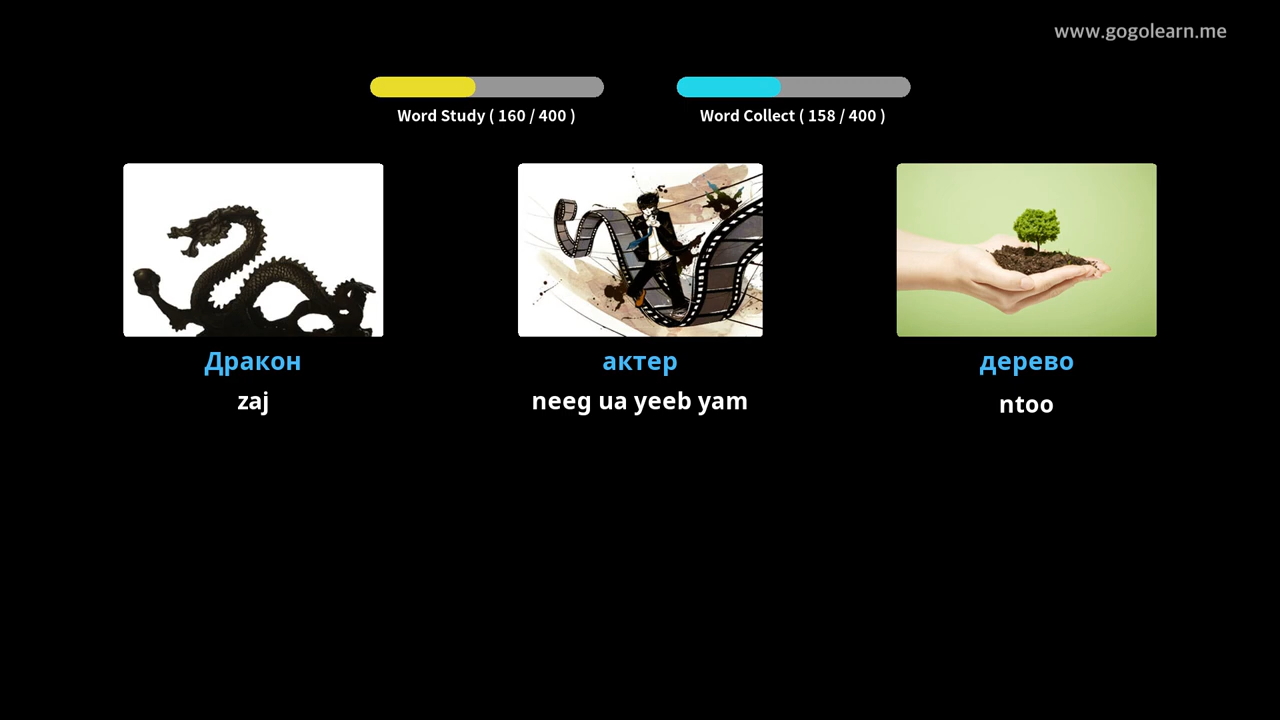 www.gogolearn.me
Word Study ( 160 / 400 )
Word Collect ( 158 / 400 )
Дракон
актер
дерево
zaj
neeg ua yeeb yam
ntoo